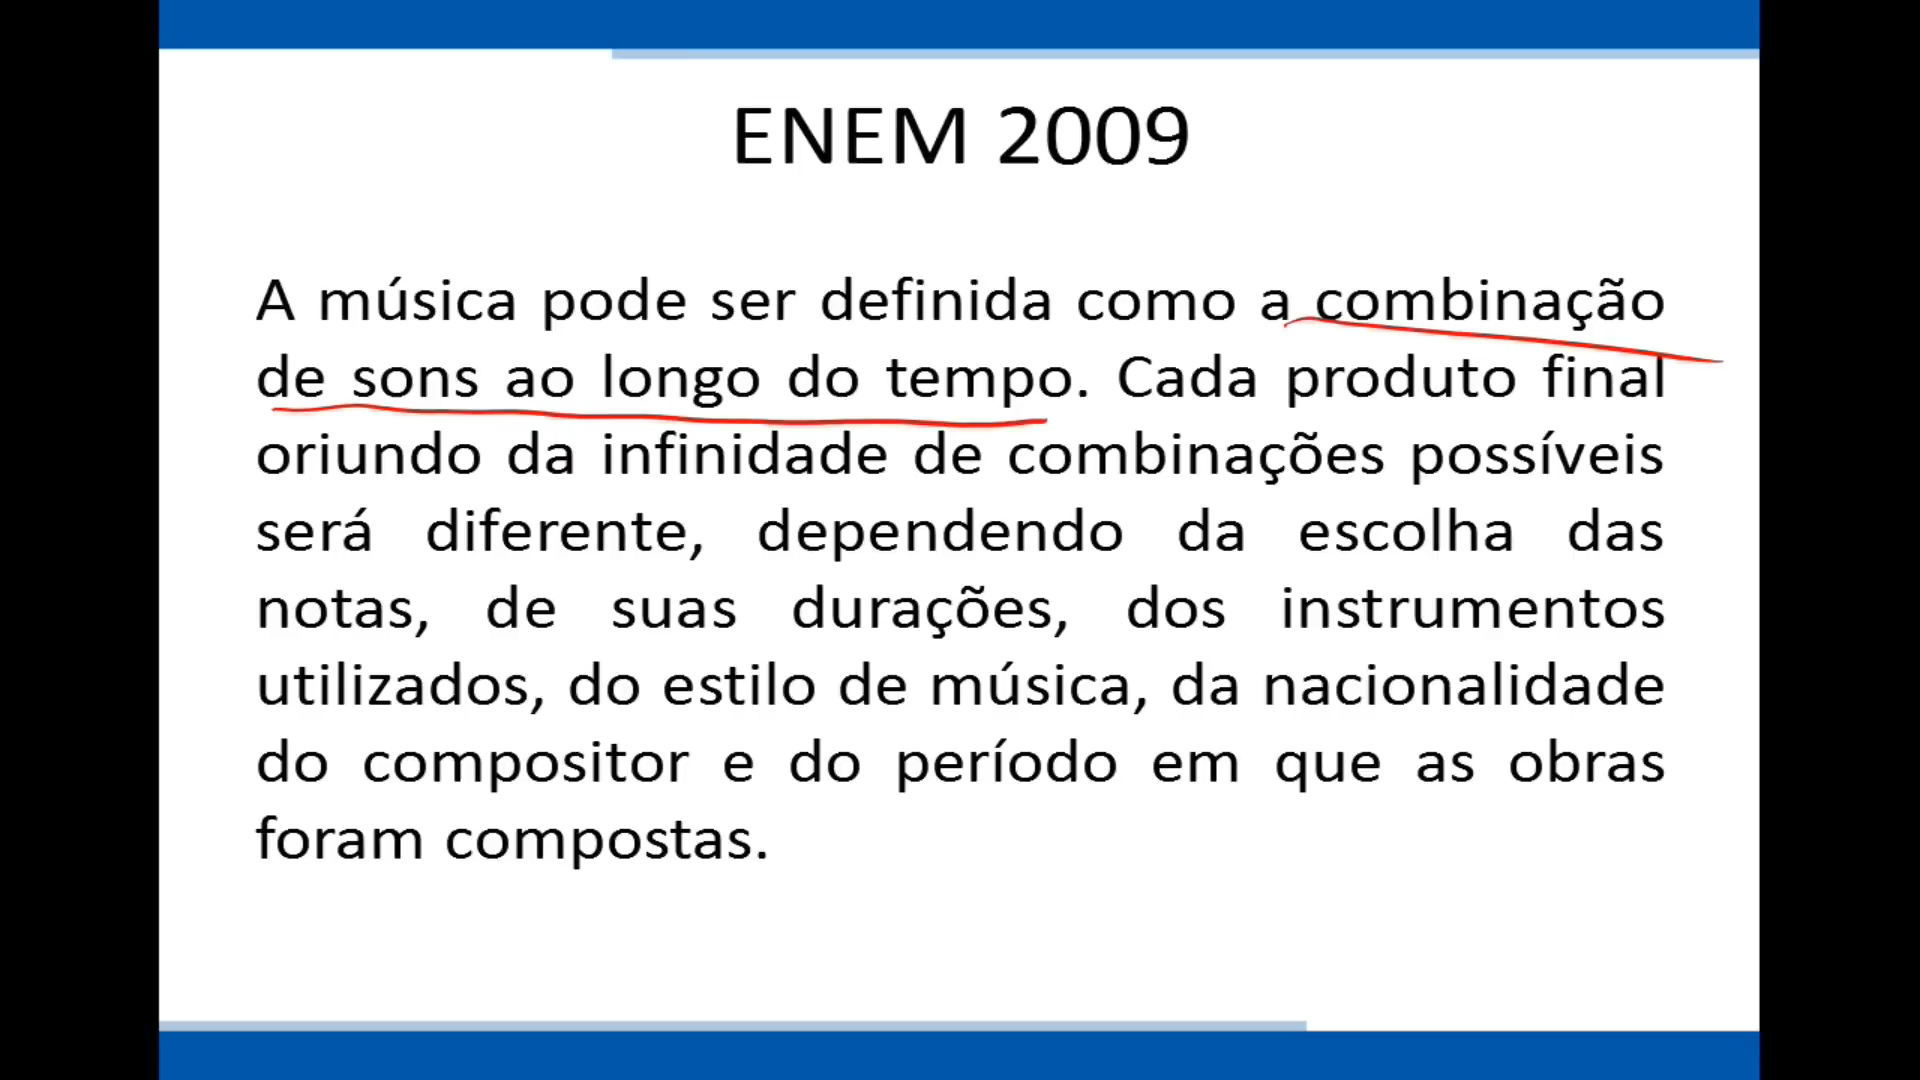 ENEM 2009
A música pode ser definida como a combinação
de sons ao longo do tempo. Cada produto final
oriundo da infinidade de combinações possíveis
será diferente, dependendo da escolha das
notas, de suas durações, dos instrumentos
utilizados, do estilo de música, da nacionalidade
do compositor e do período em que as obras
foram compostas.